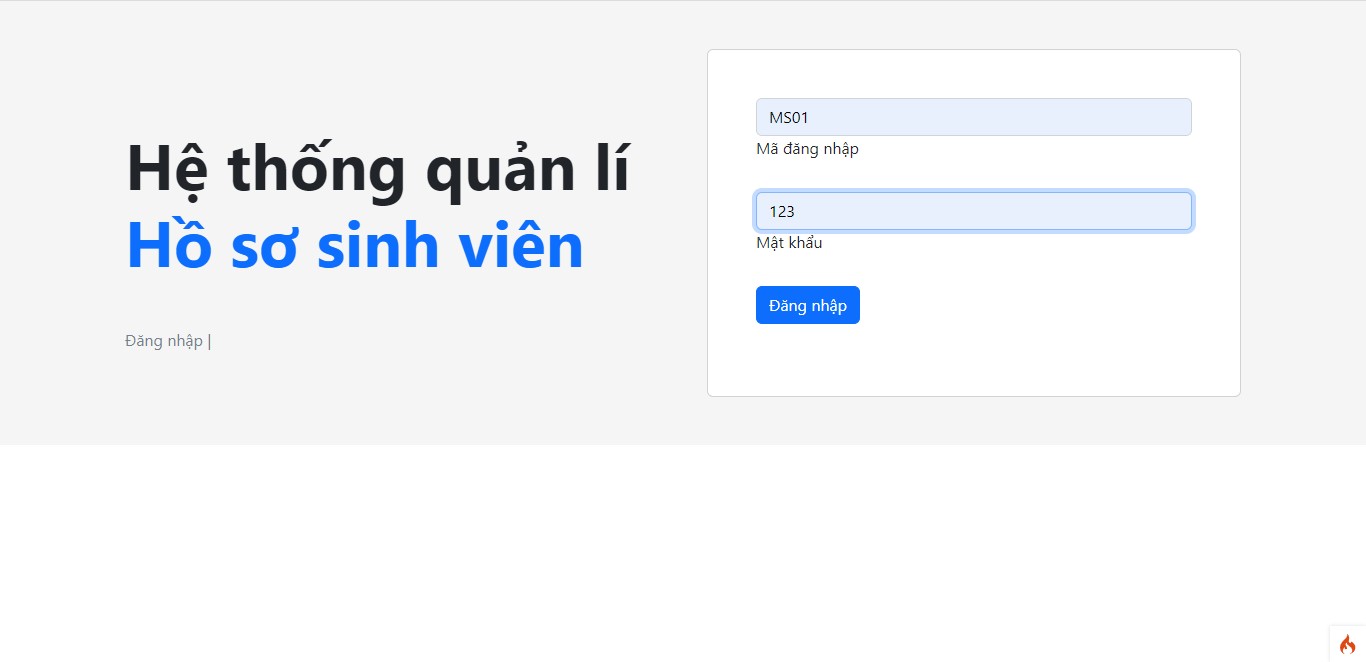 Hệ thống quản lí
Hồ sơ sinh viên
Đăng nhập |
MS01
Mã đăng nhập
123
Mật khẩu
Đăng nhập